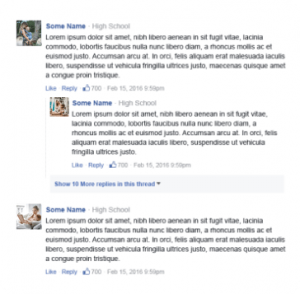 Some Name · High School
Lorem ipsum dolor sit amet, nibh libero aenean in sit fugit vitae, lacinia
commodo, lobortis faucibus nulla nunc libero diam, a rhoncus mollis ac et
euismod justo. Accumsan arcu at. In orci, felis aliquam erat malesuada iaculis
libero, suspendisse ut vehicula fringilla ultrices justo, maecenas quisque amet
a congue proin tristique.
Like Reply 700 Feb 15, 2016 9:59pm
Some Name · High School
Lorem ipsum dolor sit amet, nibh libero aenean in sit fugit vitae,
lacinia commodo, lobortis faucibus nulla nunc libero diam, a
rhoncus mollis ac et euismod justo. Accumsan arcu at. In orci, felis
aliquam erat malesuada iaculis libero, suspendisse ut vehicula
fringilla ultrices justo.
Like Reply 700 Feb 15, 2016 9:59pm
Show 10 More replies in this thread
Some Name · High School
Lorem ipsum dolor sit amet, nibh libero aenean in sit fugit vitae, lacinia
commodo, lobortis faucibus nulla nunc libero diam, a rhoncus mollis ac et
euismod justo. Accumsan arcu at. In orci, felis aliquam erat malesuada iaculis
libero, suspendisse ut vehicula fringilla ultrices justo, maecenas quisque amet
a congue proin tristique.
Like Reply 700 Feb 15, 2016 9:59pm